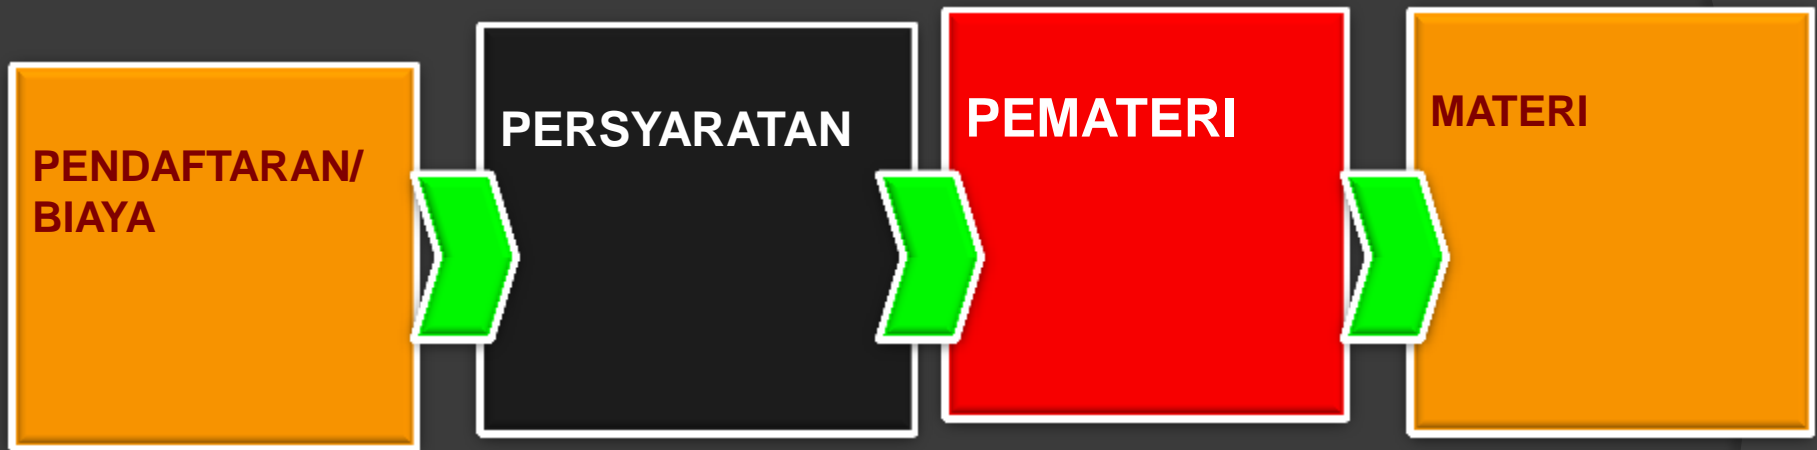 PENDAFTARAN/
BIAYA
PERSYARATAN
PEMATERI
MATERI